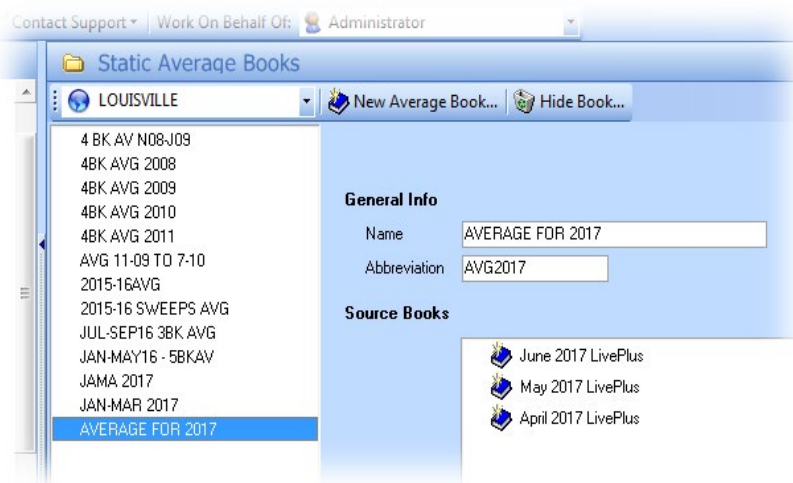 Contact Support Work On Behalf Of: Administrator
Static Average Books
LOUISVILLE New Average Book... Hide Book...
4 BK AV N08-J09
4BK AVG 2008
4BK AVG 2009
4BK AVG 2010
4BK AVG 2011
AVG 11-09 TO 7-10
2015-16AVG
2015-16 SWEEPS AVG
JUL-SEP16 3BK AVG
JAN-MAY16 - 5BKAV
JAMA 2017
JAN-MAR 2017
AVERAGE FOR 2017
General Info
Name AVERAGE FOR 2017
Abbreviation AVG2017
Source Books
June 2017 LivePlus
May 2017 LivePlus
April 2017 LivePlus